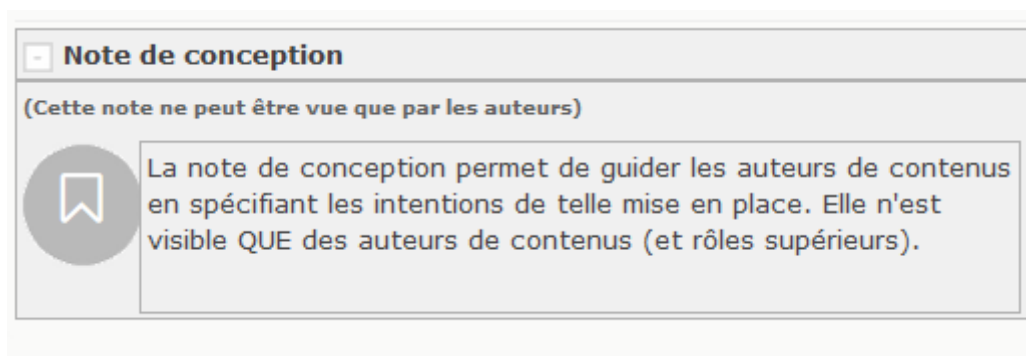 Note de conception
(Cette note ne peut être vue que par les auteurs)
La note de conception permet de guider les auteurs de contenus
en spécifiant les intentions de telle mise en place. Elle n'est
visible QUE des auteurs de contenus (et rôles supérieurs).